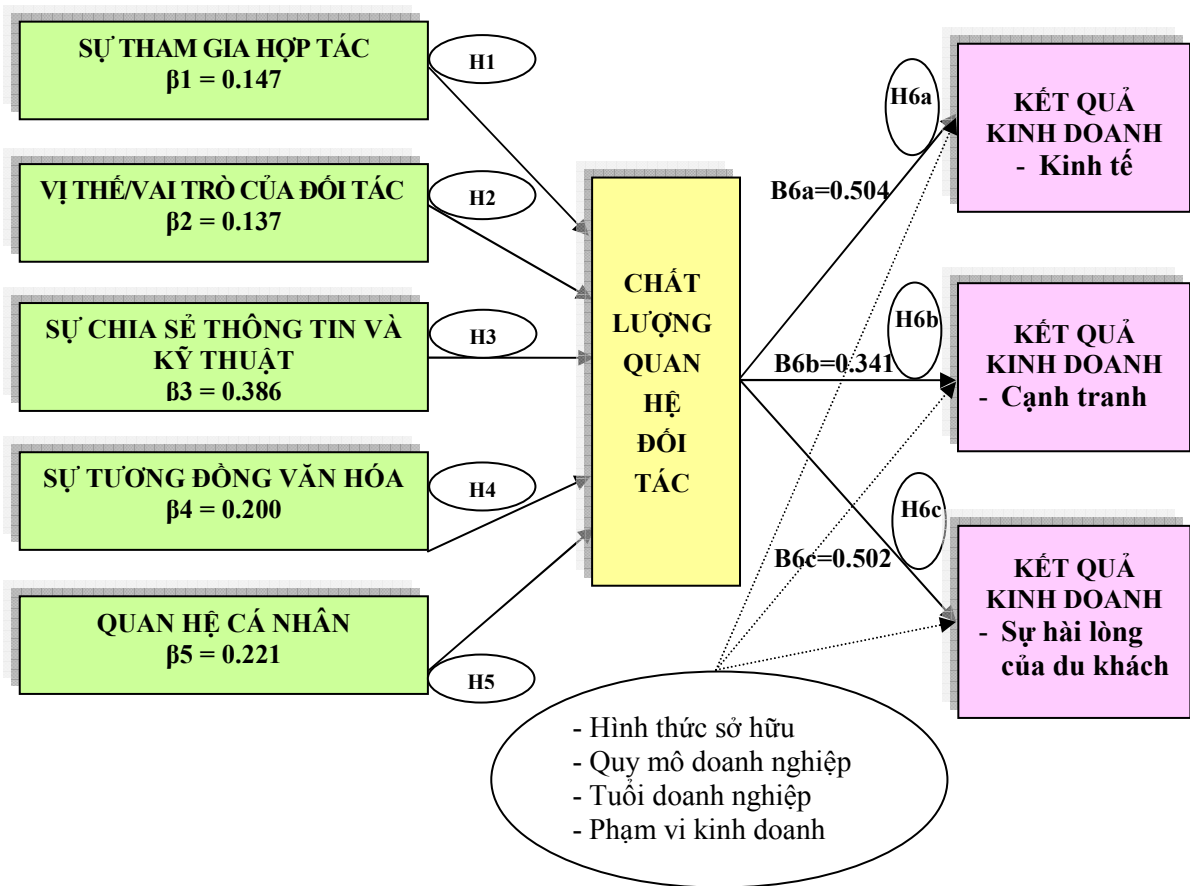 SỰ THAM GIA HỢP TÁC
β1 = 0.147
H1
VỊ THẾ/VAI TRÒ CỦA ĐỐI TÁC
β2 = 0.137
H2
SỰ CHIA SẺ THÔNG TIN VÀ
KỸ THUẬT
β3 = 0.386
H3
SỰ TƯƠNG ĐỒNG VĂN HÓA
β4 = 0.200
H4
QUAN HỆ CÁ NHÂN
β5 = 0.221
H5
CHẤT
LƯỢNG
QUAN
HỆ
ĐỐI
TÁC
H6a
B6a=0.504
H6b
B6b=0.341
H6c
B6c=0.502
KẾT QUẢ
KINH DOANH
- Kinh tế
KẾT QUẢ
KINH DOANH
- Cạnh tranh
KẾT QUẢ
KINH DOANH
- Sự hài lòng
của du khách
- Hình thức sở hữu
- Quy mô doanh nghiệp
- Tuổi doanh nghiệp
- Phạm vi kinh doanh